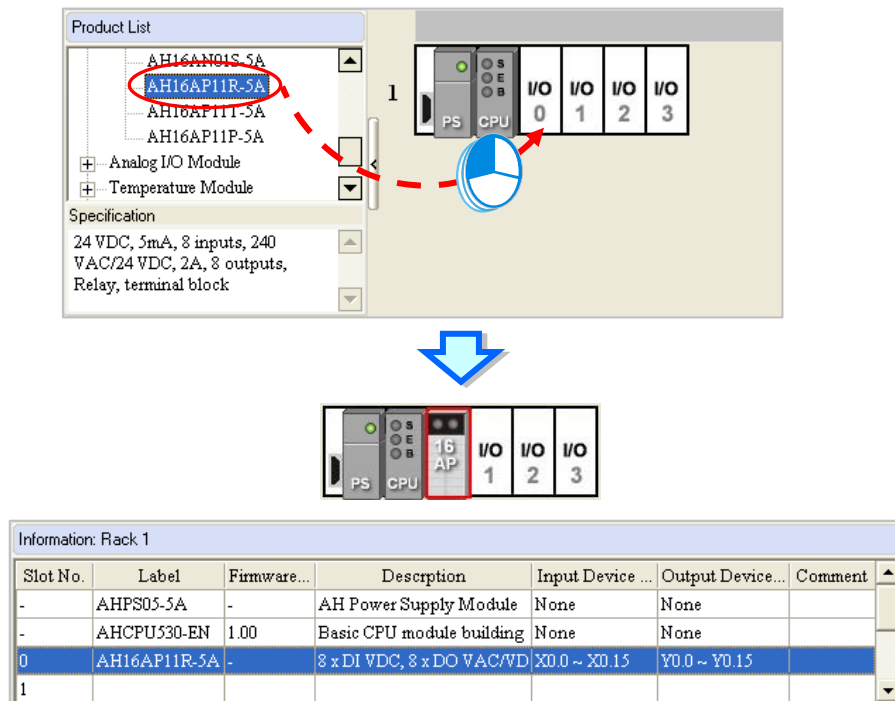 Product List
AH16AN01S-5A
AH16AP11R-5A
AH16AP11T-5A
AH16AP11P-5A
Analog I/O Module
Temperature Module
Specification
24 VDC, 5mA, 8 inputs, 240
VAC/24 VDC, 2A, 8 outputs,
Relay, terminal block
1
PS CPU S E B I/O 0 I/O 1 I/O 2 I/O 3
PS CPU S E B 16 AP I/O 1 I/O 2 I/O 3
Information: Rack 1
Slot No. Label Firmware... Descrption Input Device ... Output Device... Comment
- AHPS05-5A - AH Power Supply Module None None
- AHCPU530-EN 1.00 Basic CPU module building None None
0 AH16AP11R-5A - 8 x DI VDC, 8 x DO VAC/VD X0.0 ~ X0.15 Y0.0 ~ Y0.15
1